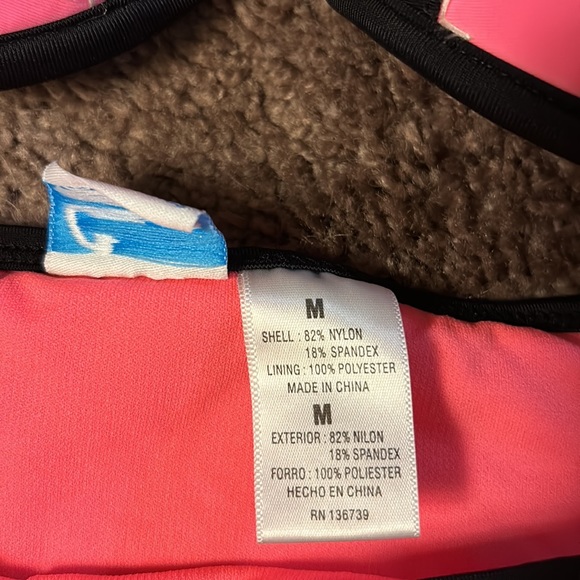 M
SHELL : 82% NYLON
18% SPANDEX
LINING : 100% POLYESTER
MADE IN CHINA
M
EXTERIOR : 82% NILON
18% SPANDEX
FORRO : 100% POLIESTER
HECHO EN CHINA
RN 136739